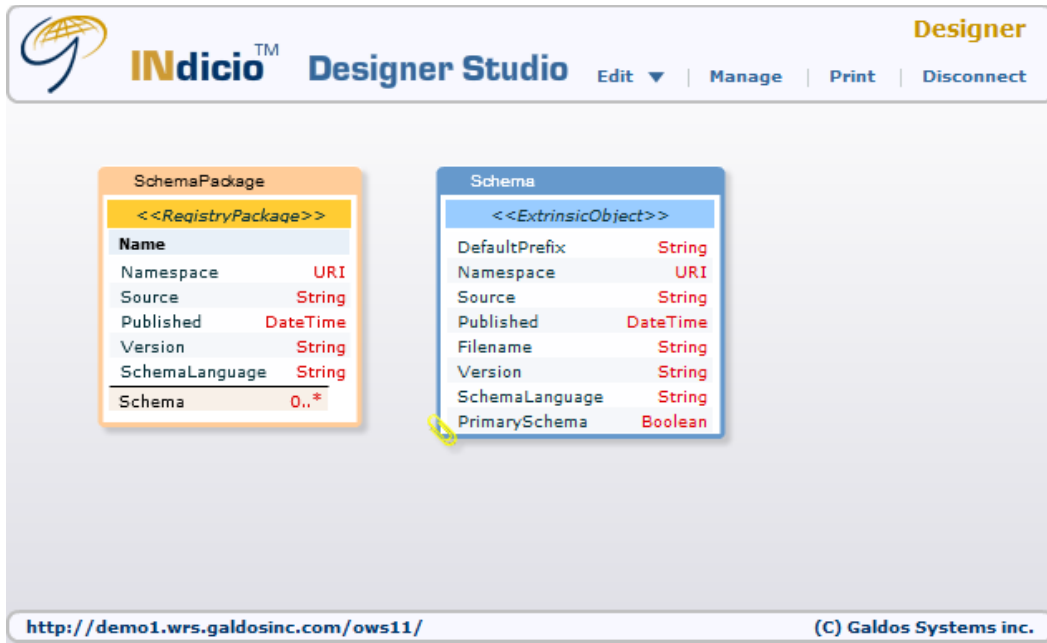 Designer
INdicio™ Designer Studio Edit ▼ | Manage | Print | Disconnect
SchemaPackage
<<RegistryPackage>>
Name
Namespace URI
Source String
Published DateTime
Version String
SchemaLanguage String
Schema 0..*
Schema
<<ExtrinsicObject>>
DefaultPrefix String
Namespace URI
Source String
Published DateTime
Filename String
Version String
SchemaLanguage String
PrimarySchema Boolean
http://demo1.wrs.galdosinc.com/ows11/ (C) Galdos Systems inc.